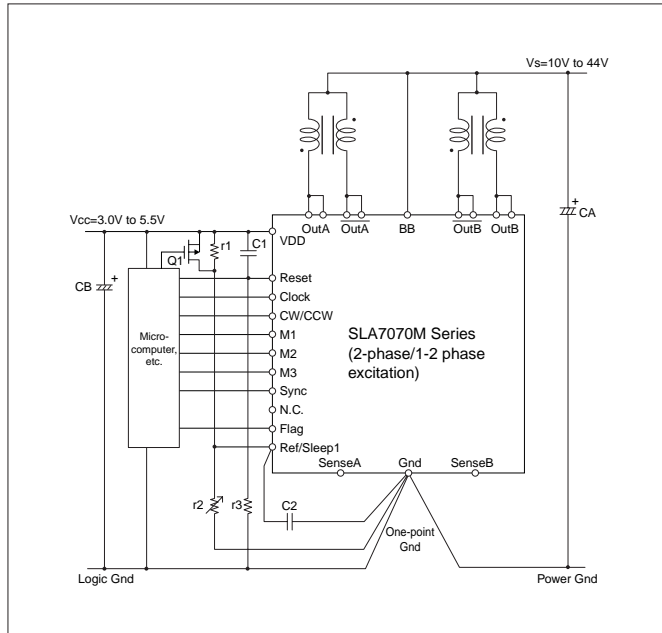 Vs=10V to 44V
Vcc=3.0V to 5.5V
OutA
OutA
BB
OutB
OutB
CA
+
VDD
r1
C1
Q1
CB
+
Reset
Clock
CW/CCW
M1
M2
M3
Sync
N.C.
Flag
Ref/Sleep1
Micro-
computer,
etc.
SLA7070M Series
(2-phase/1-2 phase
excitation)
SenseA
Gnd
SenseB
r2
r3
C2
One-point
Gnd
Logic Gnd
Power Gnd